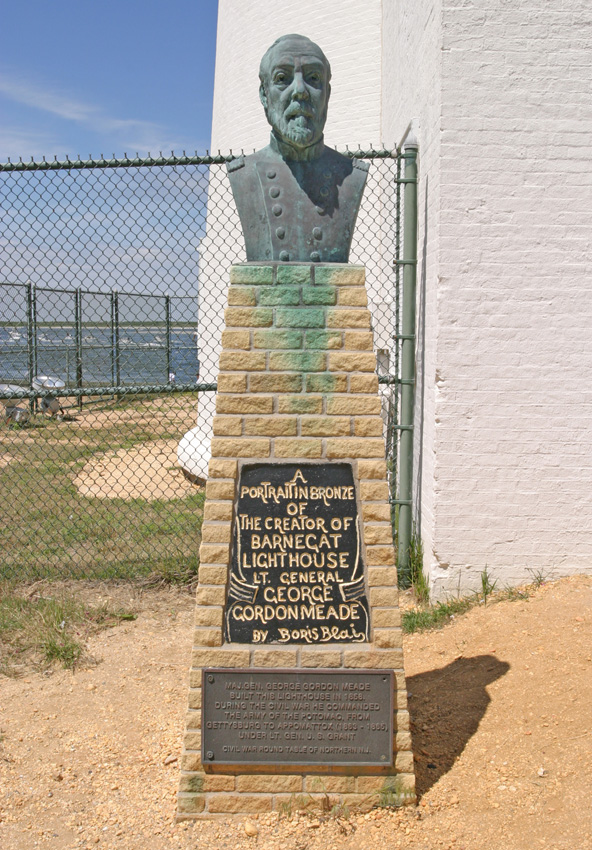 A
PORTRAIT IN BRONZE
OF
THE CREATOR OF
BARNEGAT
LIGHTHOUSE
LT. GENERAL
GEORGE
GORDON MEADE
BY BORIS Blai
MAJ. GEN. GEORGE GORDON MEADE
BUILT THIS LIGHTHOUSE IN 1858.
DURING THE CIVIL WAR HE COMMANDED
THE ARMY OF THE POTOMAC, FROM
GETTYSBURG TO APPOMATTOX (1863 - 1865)
UNDER LT. GEN. U. S. GRANT
CIVIL WAR ROUND TABLE OF NORTHERN N.J.